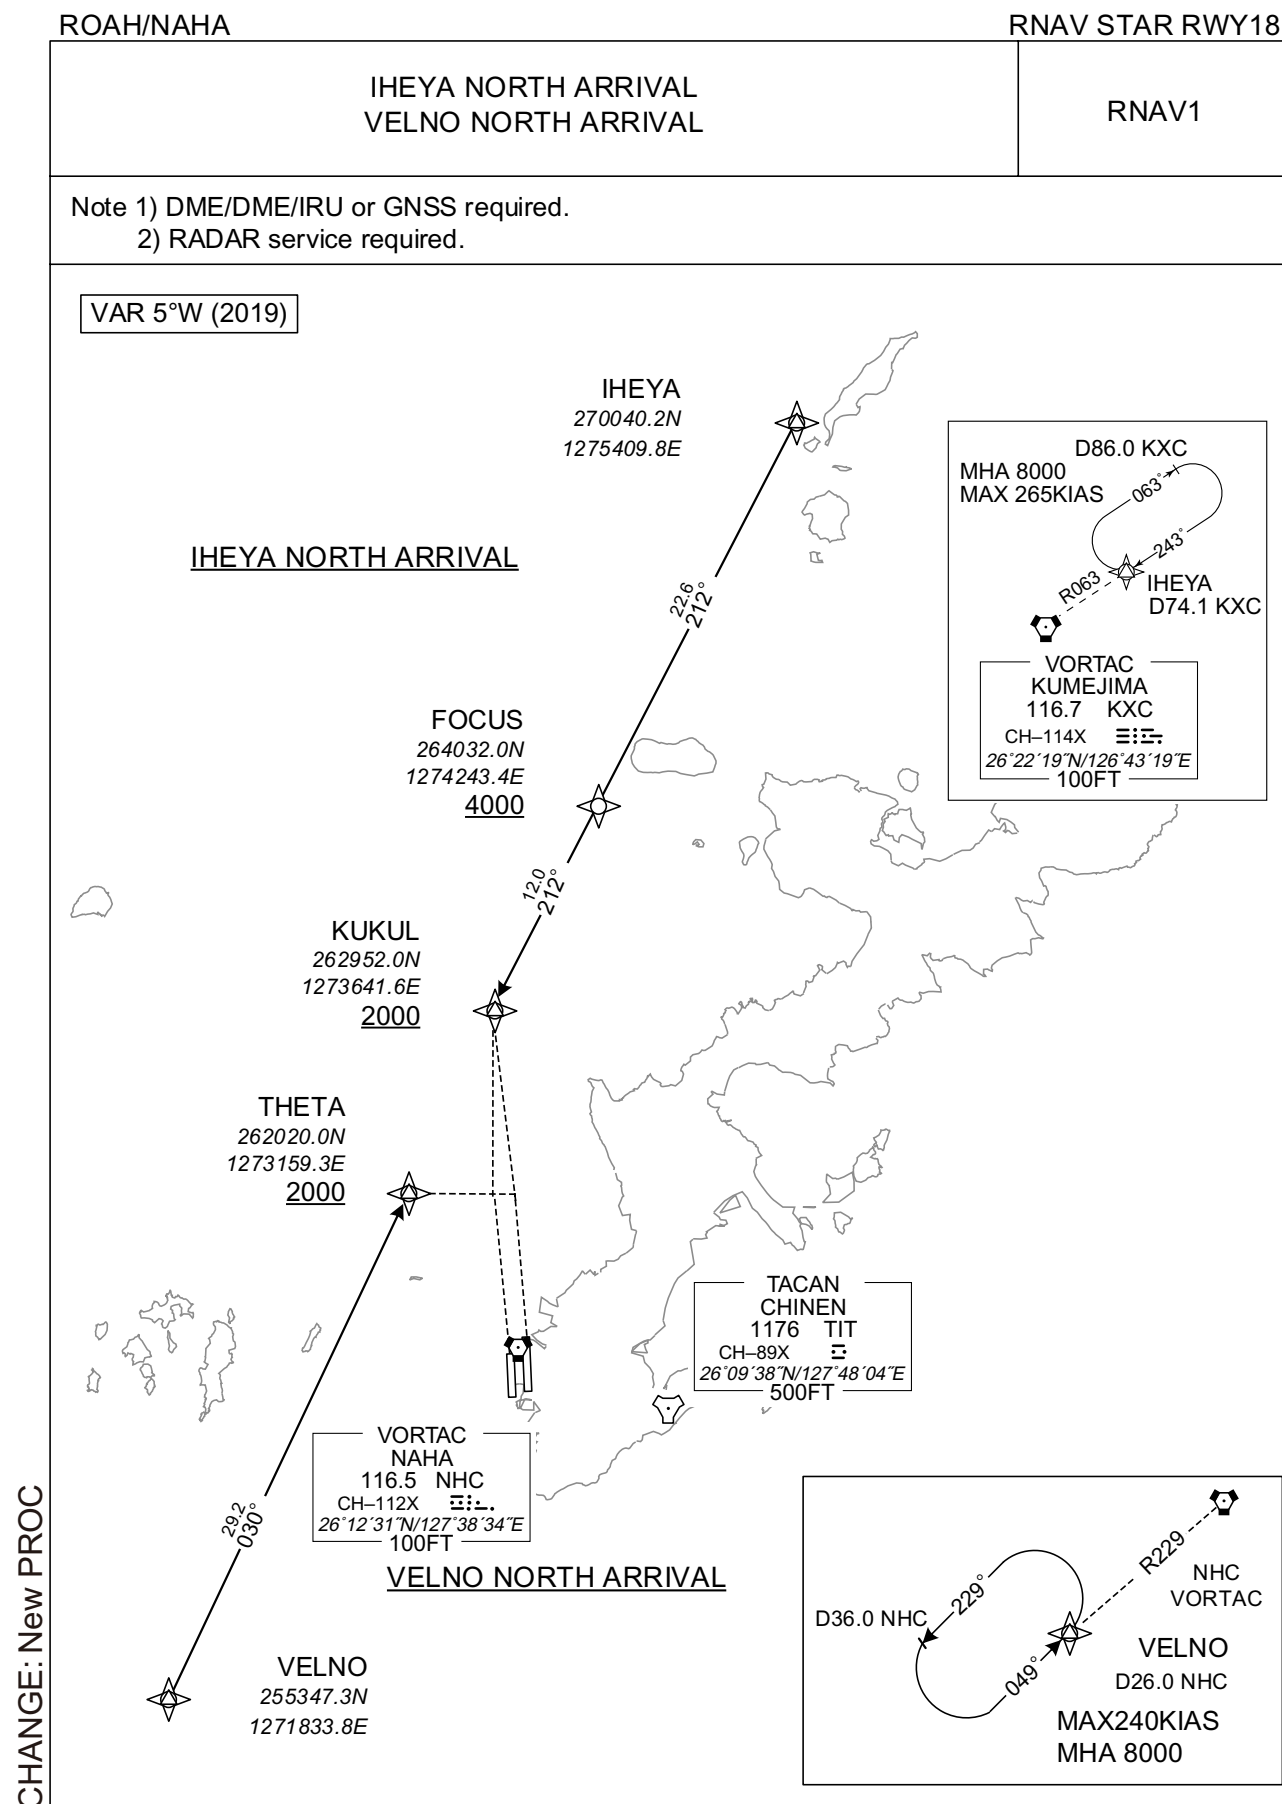 ROAH/NAHA
RNAV STAR RWY18
IHEYA NORTH ARRIVAL
VELNO NORTH ARRIVAL
RNAV1
Note 1) DME/DME/IRU or GNSS required.
2) RADAR service required.
VAR 5°W (2019)
IHEYA
270040.2N
1275409.8E
IHEYA NORTH ARRIVAL
22.6
212°
D86.0 KXC
MHA 8000
MAX 265KIAS
063°
243°
R063
IHEYA
D74.1 KXC
VORTAC
KUMEJIMA
116.7 KXC
CH–114X
26°22´19˝N/126°43´19˝E
100FT
FOCUS
264032.0N
1274243.4E
4000
12.0
212°
KUKUL
262952.0N
1273641.6E
2000
THETA
262020.0N
1273159.3E
2000
TACAN
CHINEN
1176 TIT
CH–89X
26°09´38˝N/127°48´04˝E
500FT
VORTAC
NAHA
116.5 NHC
CH–112X
26°12´31˝N/127°38´34˝E
100FT
29.2
030°
VELNO NORTH ARRIVAL
VELNO
255347.3N
1271833.8E
R229
NHC
VORTAC
229°
D36.0 NHC
049°
VELNO
D26.0 NHC
MAX240KIAS
MHA 8000
CHANGE: New PROC